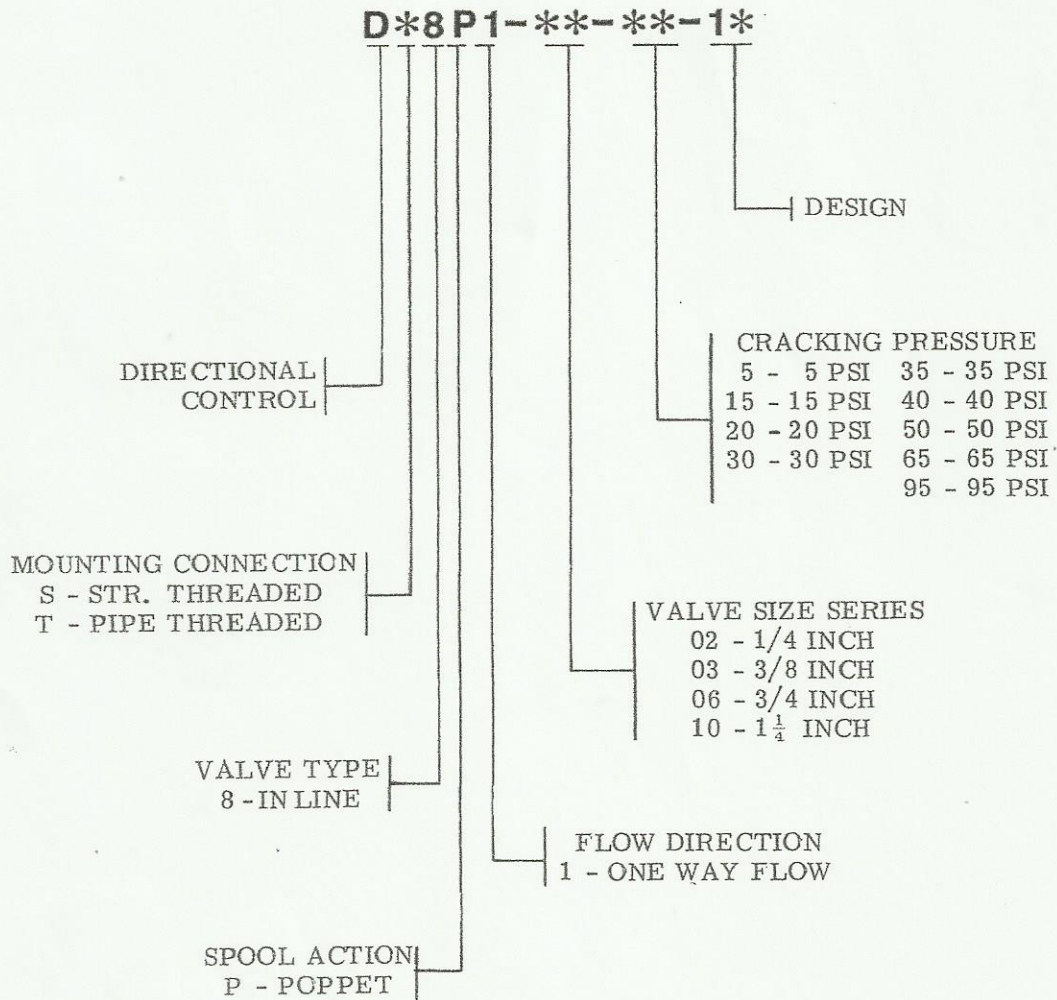 D*8P1-**-**-1*
DESIGN
CRACKING PRESSURE
5 - 5 PSI 35 - 35 PSI
15 - 15 PSI 40 - 40 PSI
20 - 20 PSI 50 - 50 PSI
30 - 30 PSI 65 - 65 PSI
95 - 95 PSI
DIRECTIONAL
CONTROL
MOUNTING CONNECTION
S - STR. THREADED
T - PIPE THREADED
VALVE SIZE SERIES
02 - 1/4 INCH
03 - 3/8 INCH
06 - 3/4 INCH
10 - 1¼ INCH
VALVE TYPE
8 - IN LINE
FLOW DIRECTION
1 - ONE WAY FLOW
SPOOL ACTION
P - POPPET